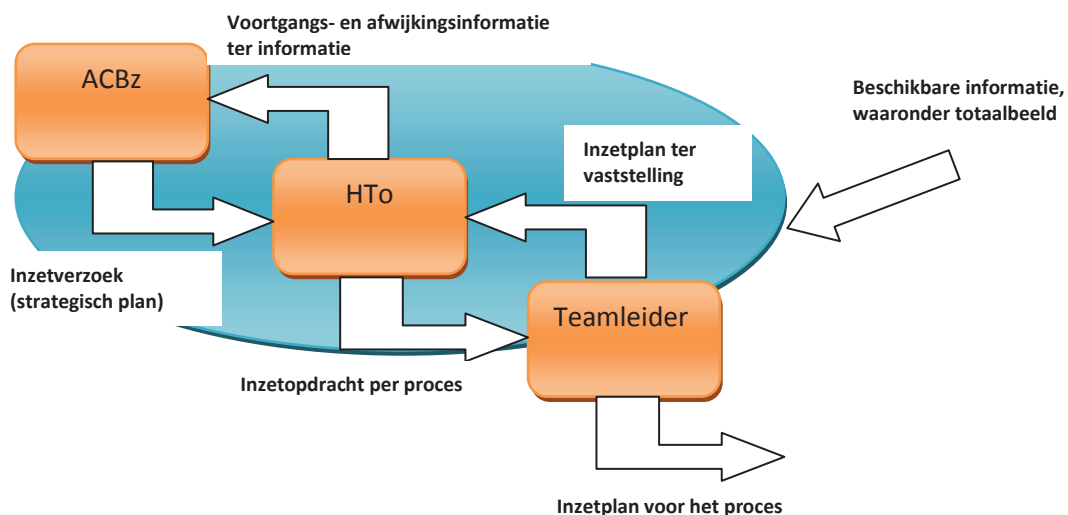 Voortgangs- en afwijkingsinformatie
ter informatie
ACBz
Beschikbare informatie,
waaronder totaalbeeld
Inzetplan ter
vaststelling
HTo
Inzetverzoek
(strategisch plan)
Teamleider
Inzetopdracht per proces
Inzetplan voor het proces